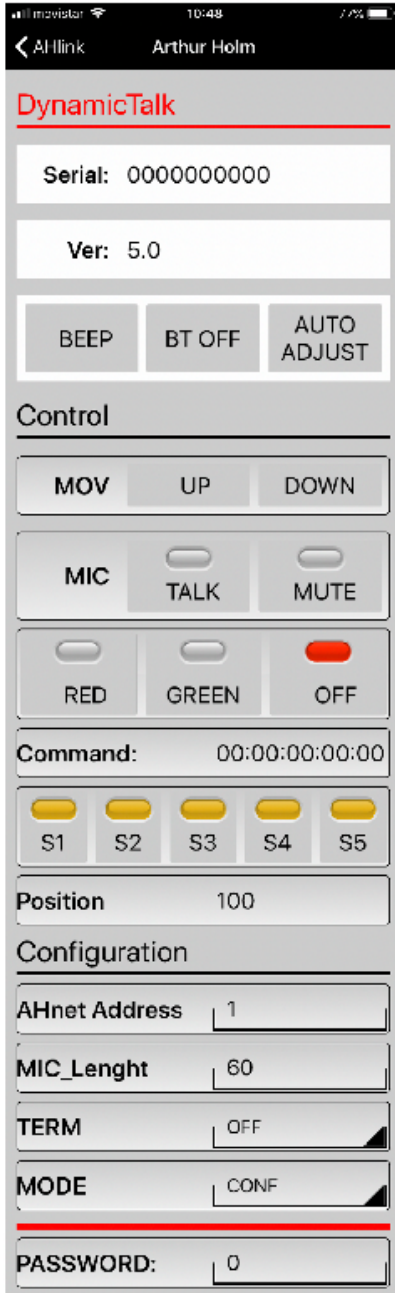 movistar 10:48 77%
AHlink Arthur Holm
DynamicTalk
Serial: 0000000000
Ver: 5.0
BEEP BT OFF AUTO ADJUST
Control
MOV UP DOWN
MIC TALK MUTE
RED GREEN OFF
Command: 00:00:00:00:00
S1 S2 S3 S4 S5
Position 100
Configuration
AHnet Address 1
MIC_Lenght 60
TERM OFF
MODE CONF
PASSWORD: 0